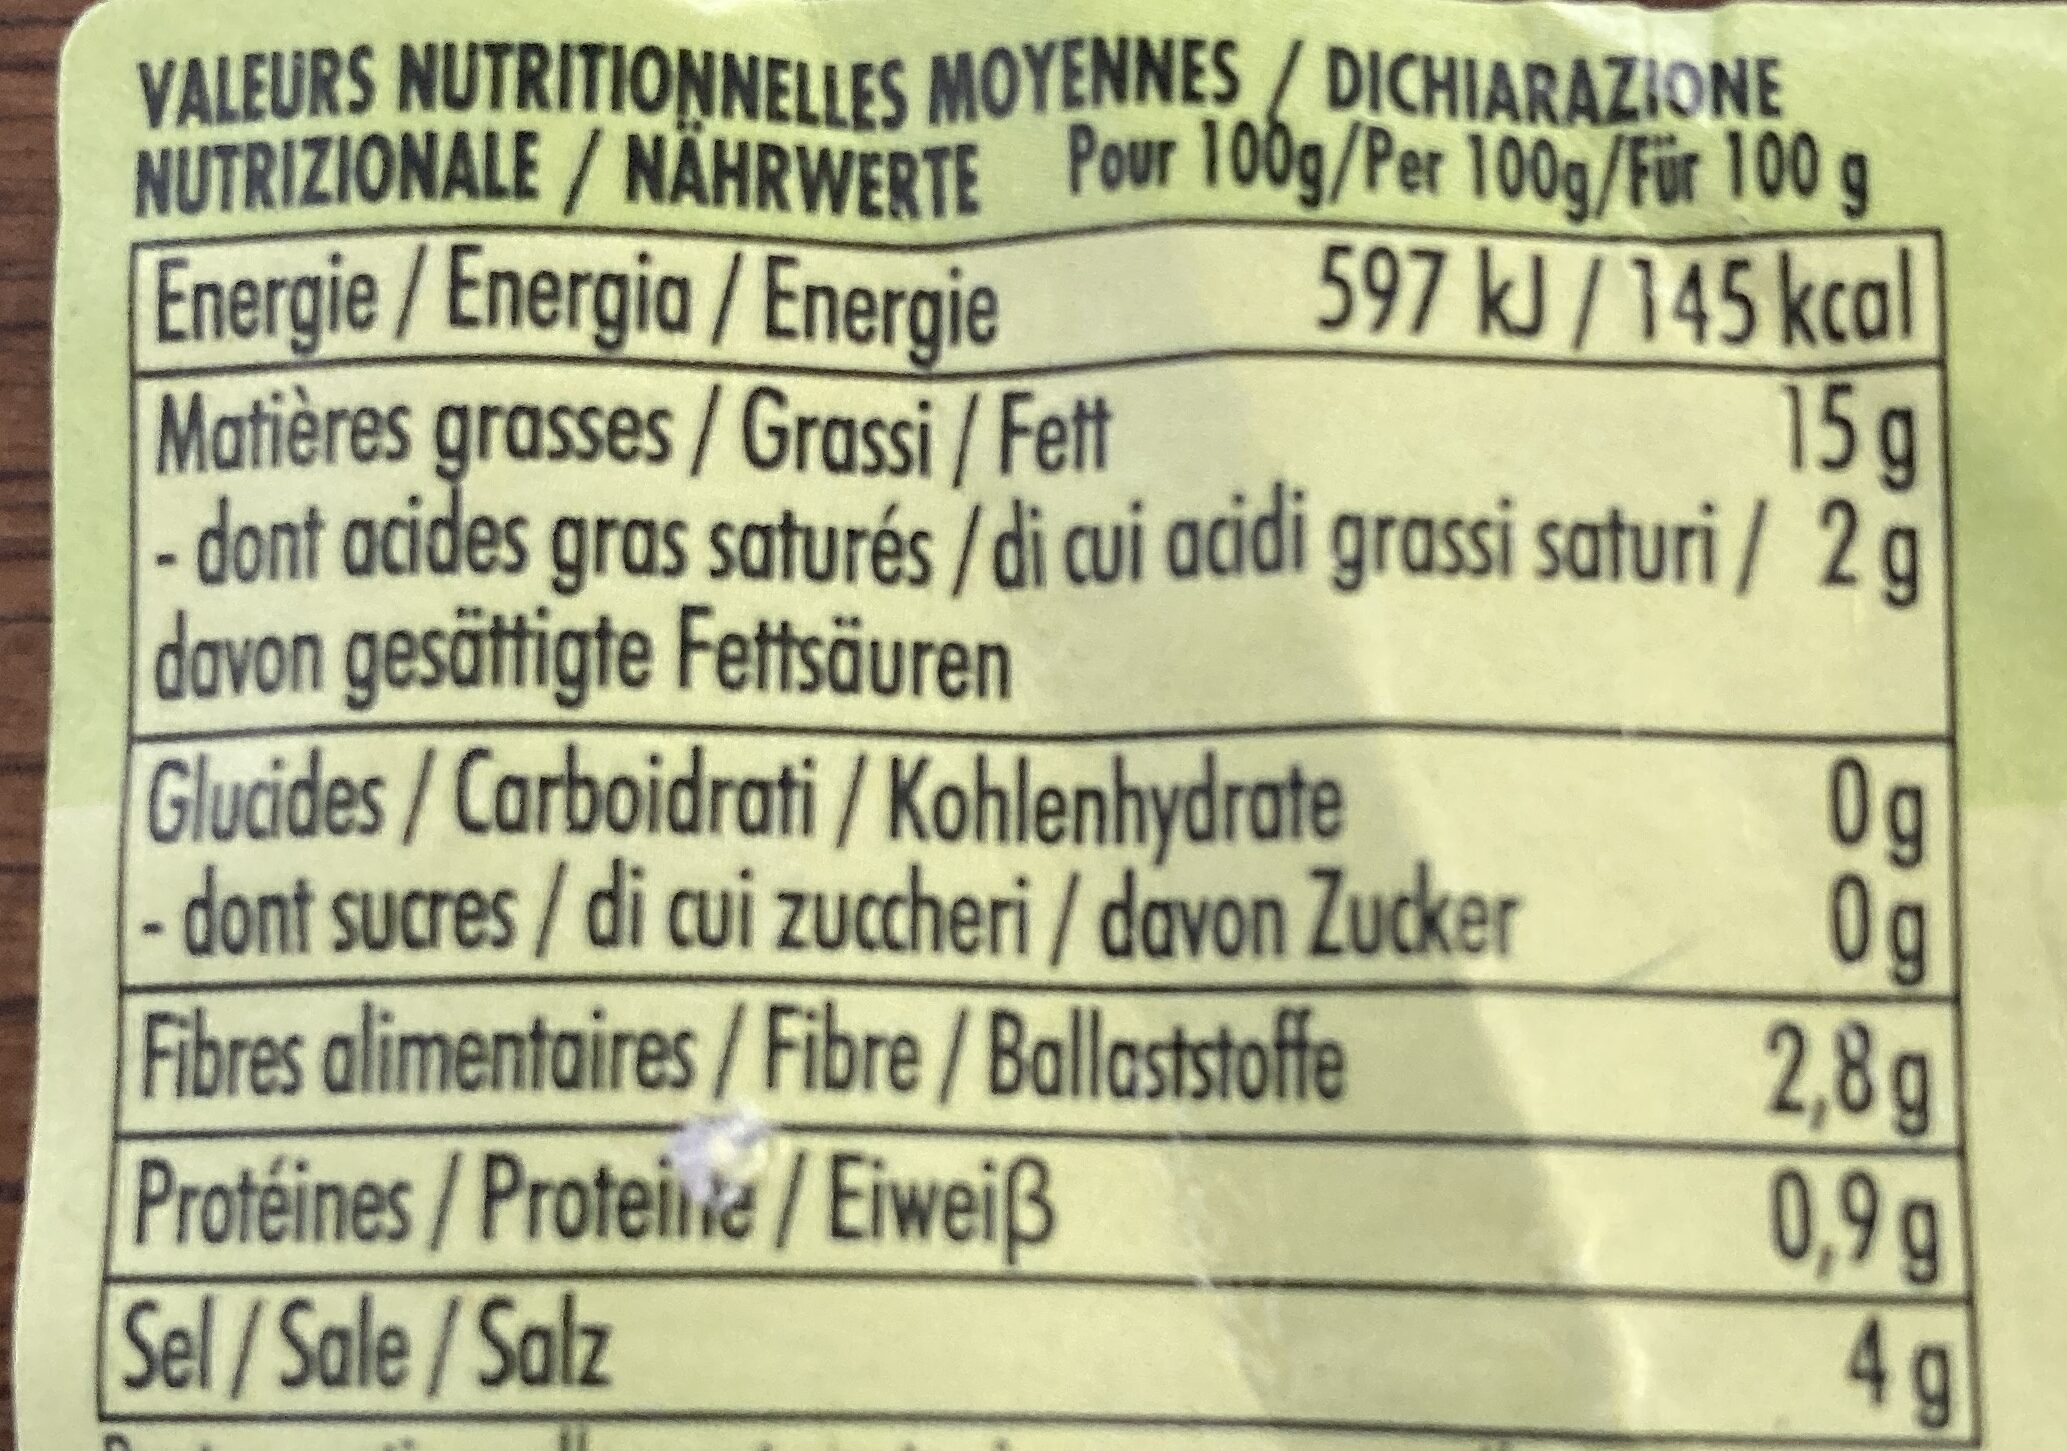 VALEURS NUTRITIONNELLES MOYENNES / DICHIARAZIONE
NUTRIZIONALE / NÄHRWERTE Pour 100g/Per 100g/Für 100 g
Energie / Energia / Energie 597 kJ / 145 kcal
Matières grasses / Grassi / Fett 15 g
- dont acides gras saturés / di cui acidi grassi saturi / 2 g
davon gesättigte Fettsäuren
Glucides / Carboidrati / Kohlenhydrate 0 g
- dont sucres / di cui zuccheri / davon Zucker 0 g
Fibres alimentaires / Fibre / Ballaststoffe 2,8 g
Protéines / Proteine / Eiweiß 0,9 g
Sel / Sale / Salz 4 g